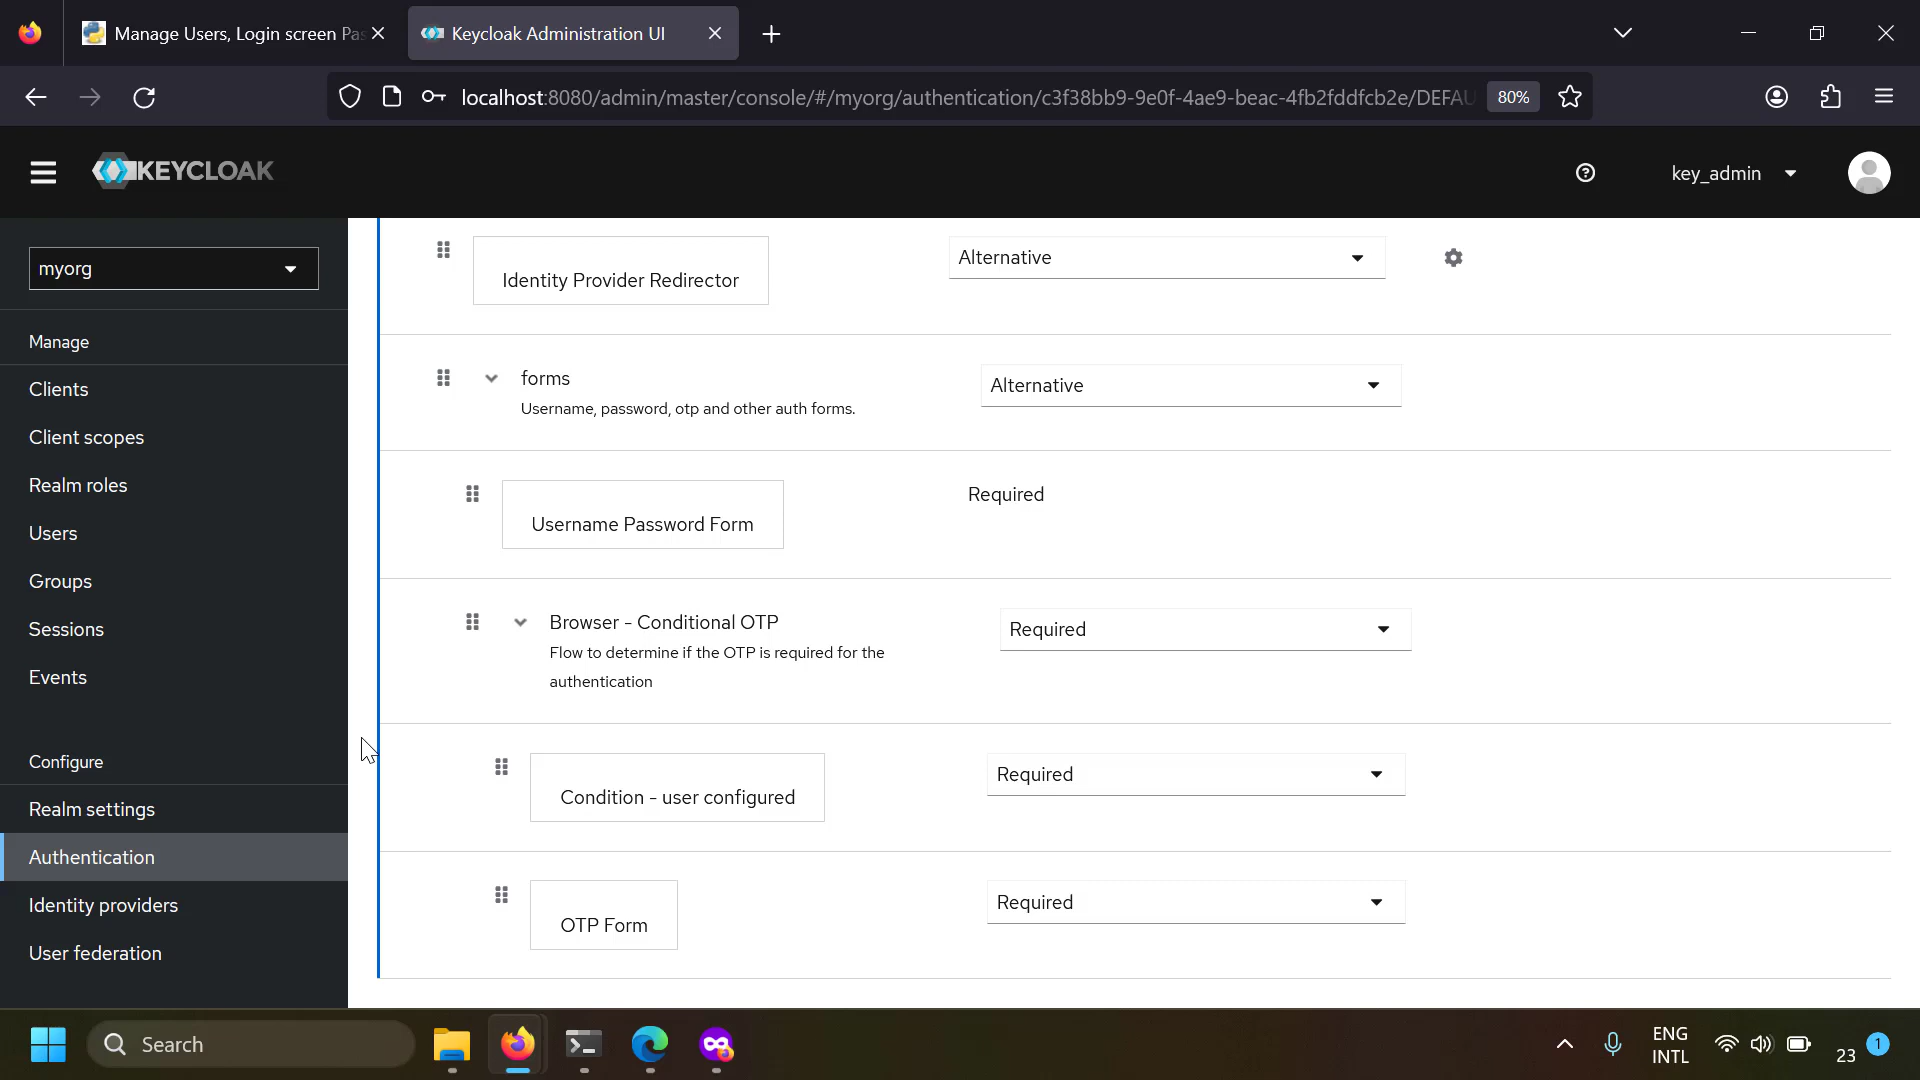 Manage Users, Login screen Pas
Keycloak Administration UI
localhost:8080/admin/master/console/#/myorg/authentication/c3f38bb9-9e0f-4ae9-beac-4fb2fddfcb2e/DEFAU
80%
KEYCLOAK
key_admin
myorg
Manage
Clients
Client scopes
Realm roles
Users
Groups
Sessions
Events
Configure
Realm settings
Authentication
Identity providers
User federation
Identity Provider Redirector
Alternative
forms
Username, password, otp and other auth forms.
Alternative
Username Password Form
Required
Browser - Conditional OTP
Flow to determine if the OTP is required for the
authentication
Required
Condition - user configured
Required
OTP Form
Required
Search
ENG
INTL
23
1